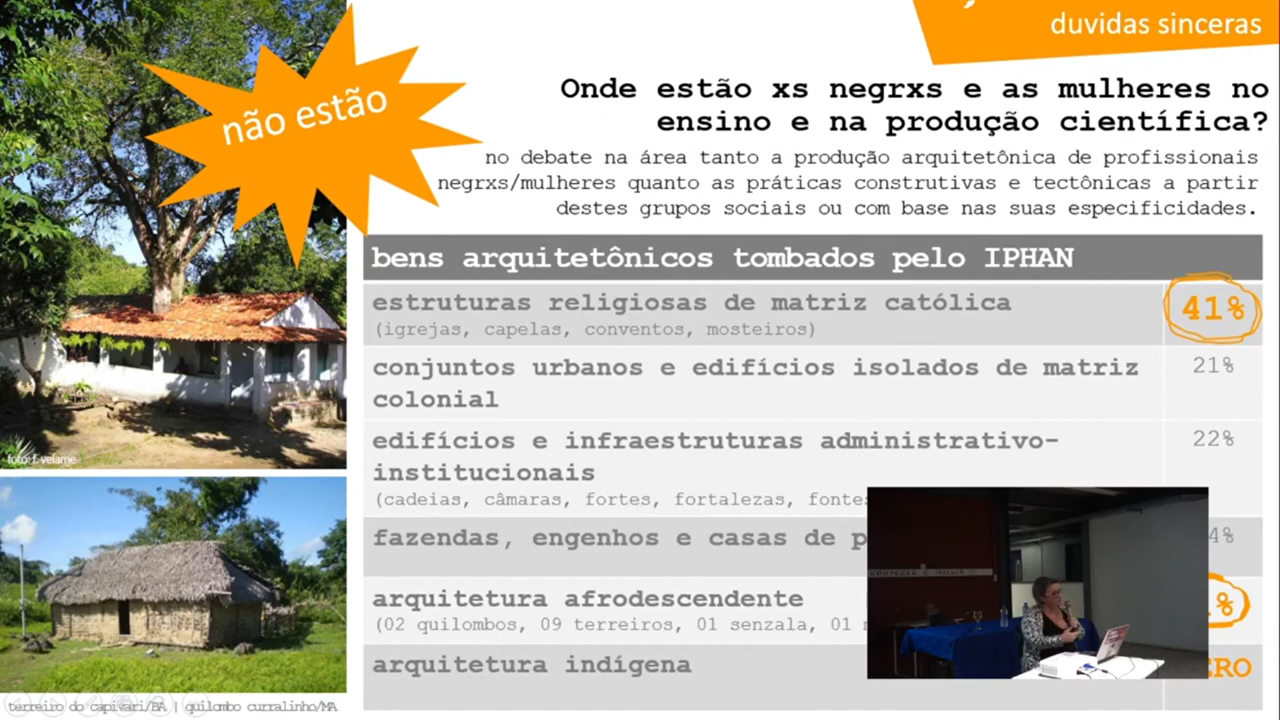 duvidas sinceras
não estão
Onde estão xs negrxs e as mulheres no
ensino e na produção científica?
no debate na área tanto a produção arquitetônica de profissionais
negrxs/mulheres quanto as práticas construtivas e tectônicas a partir
destes grupos sociais ou com base nas suas especificidades.
bens arquitetônicos tombados pelo IPHAN
estruturas religiosas de matriz católica
41%
(igrejas, capelas, conventos, mosteiros)
conjuntos urbanos e edifícios isolados de matriz
21%
colonial
edifícios e infraestruturas administrativo-
22%
institucionais
(cadeias, câmaras, fortes, fortalezas, fontes
fazendas, engenhos e casas de p
4%
arquitetura afrodescendente
%
(02 quilombos, 09 terreiros, 01 senzala, 01
arquitetura indígena
ERO
foto: f. velame
terreiro do capivari/BA | quilombo curralinho/MA